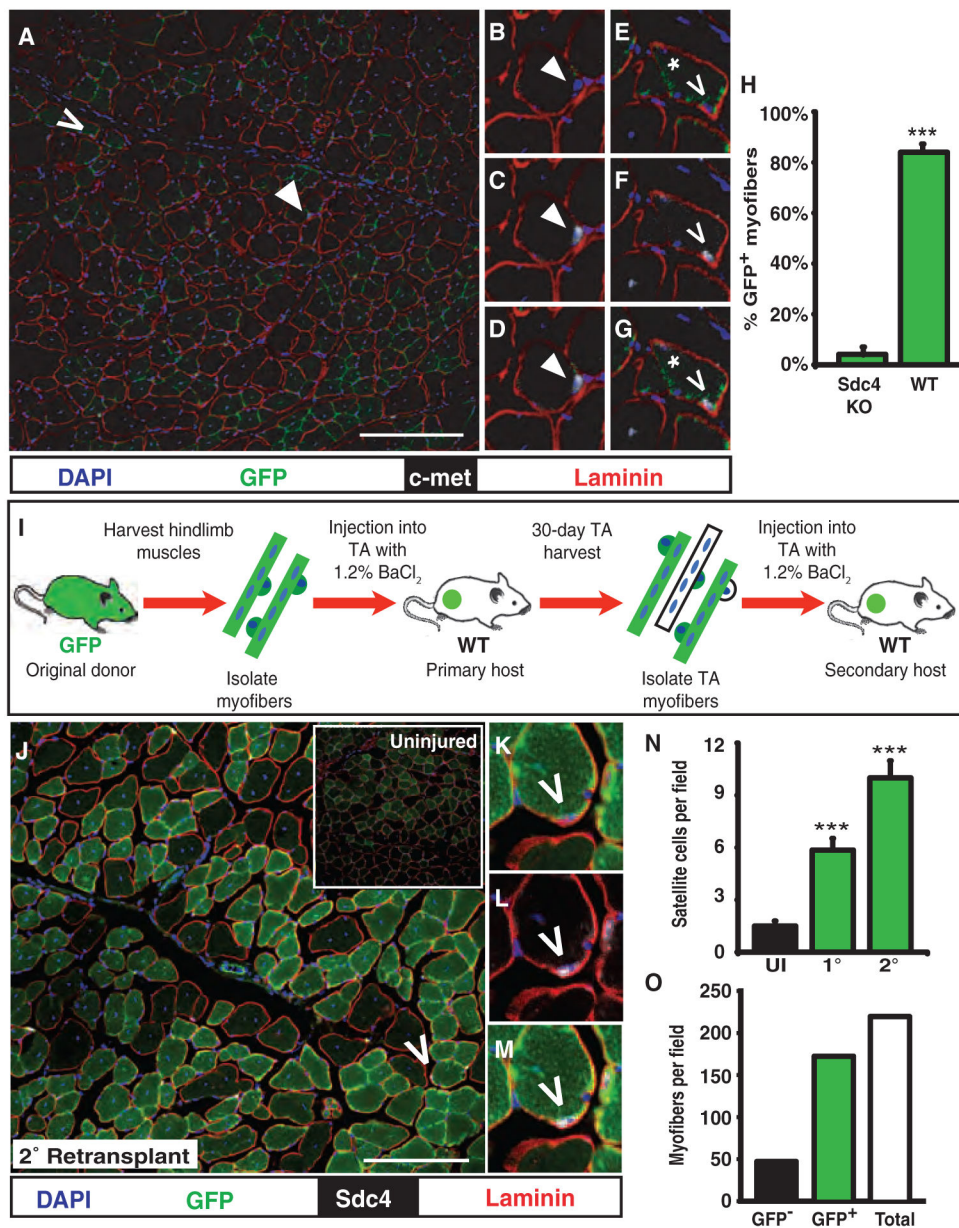 A
B
E
H
C
F
D
G
% GFP+ myofibers
100%
80%
60%
40%
20%
0%
***
Sdc4
KO
WT
*
*
DAPI GFP c-met Laminin
I
Harvest hindlimb
muscles
Injection into
TA with
1.2% BaCl2
30-day TA
harvest
Injection into
TA with
1.2% BaCl2
GFP
Original donor
Isolate
myofibers
WT
Primary host
Isolate TA
myofibers
WT
Secondary host
J
Uninjured
2° Retransplant
K
L
M
DAPI GFP Sdc4 Laminin
N
Satellite cells per field
12
9
6
3
0
***
***
UI 1° 2°
O
Myofibers per field
250
200
150
100
50
0
GFP- GFP+ Total